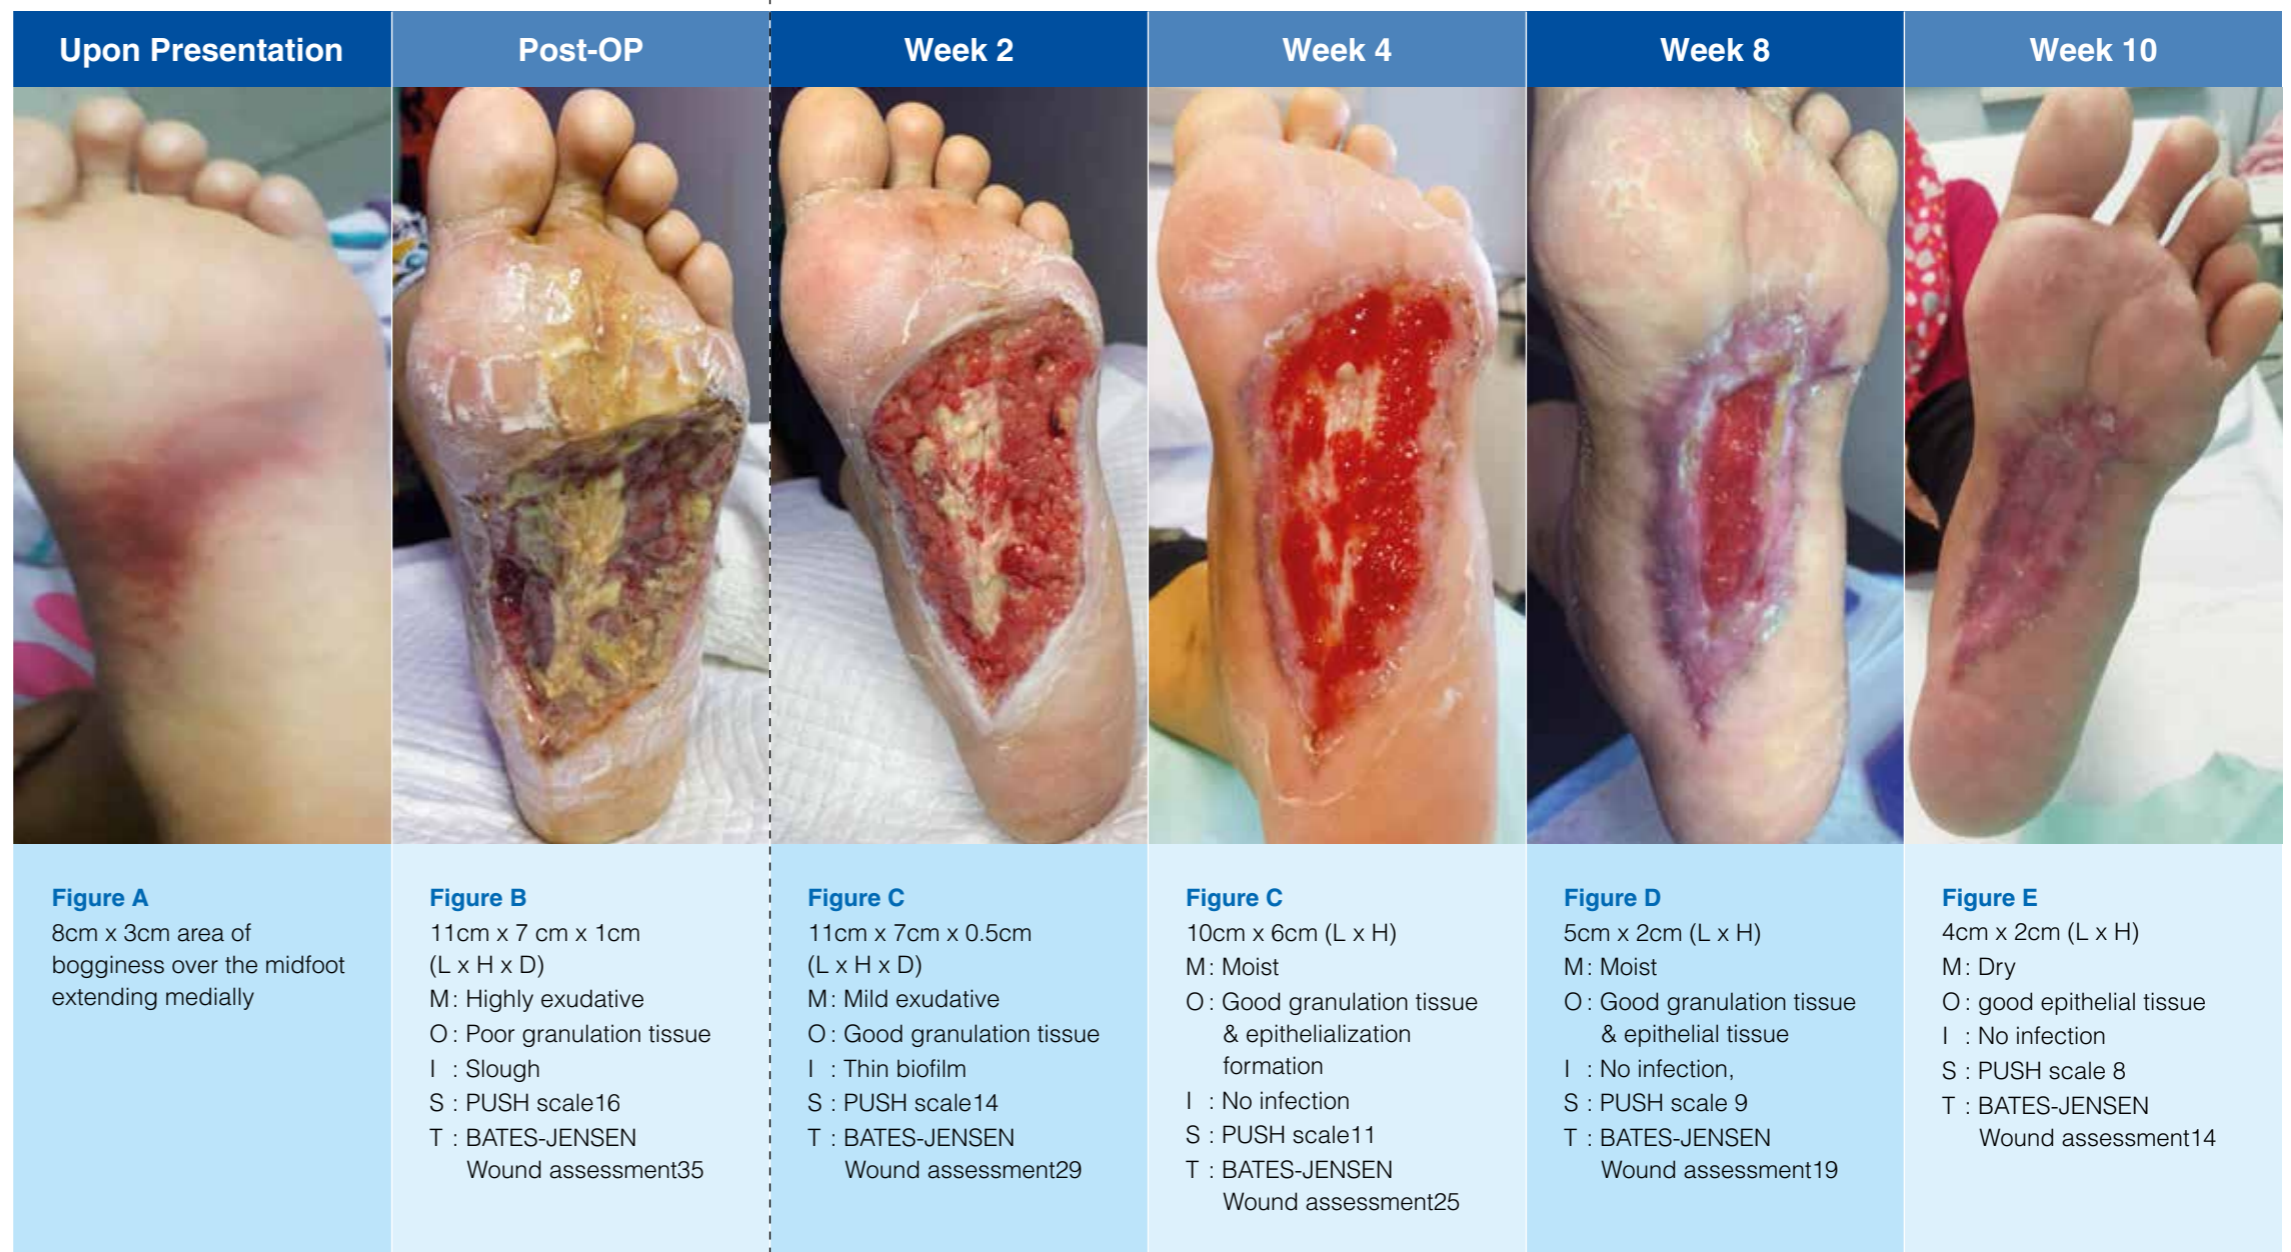 Upon Presentation
Post-OP
Week 2
Week 4
Week 8
Week 10
Figure A
8cm x 3cm area of
bogginess over the midfoot
extending medially
Figure B
11cm x 7 cm x 1cm
(L x H x D)
M: Highly exudative
O: Poor granulation tissue
I : Slough
S : PUSH scale16
T : BATES-JENSEN
Wound assessment35
Figure C
11cm x 7cm x 0.5cm
(L x H x D)
M: Mild exudative
O: Good granulation tissue
I : Thin biofilm
S : PUSH scale14
T : BATES-JENSEN
Wound assessment29
Figure C
10cm x 6cm (L x H)
M: Moist
O : Good granulation tissue
& epithelialization
formation
I : No infection
S : PUSH scale11
T : BATES-JENSEN
Wound assessment25
Figure D
5cm x 2cm (L x H)
M: Moist
O : Good granulation tissue
& epithelial tissue
I : No infection,
S : PUSH scale 9
T : BATES-JENSEN
Wound assessment19
Figure E
4cm x 2cm (L x H)
M: Dry
O: good epithelial tissue
I : No infection
S : PUSH scale 8
T : BATES-JENSEN
Wound assessment14